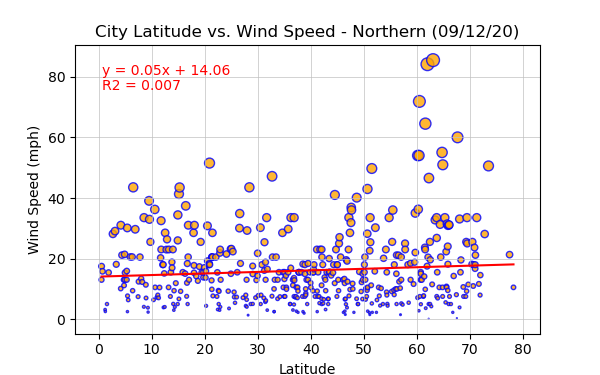 City Latitude vs. Wind Speed - Northern (09/12/20)
y = 0.05x + 14.06
R2 = 0.007
Wind Speed (mph)
80
60
40
20
0
0 10 20 30 40 50 60 70 80
Latitude